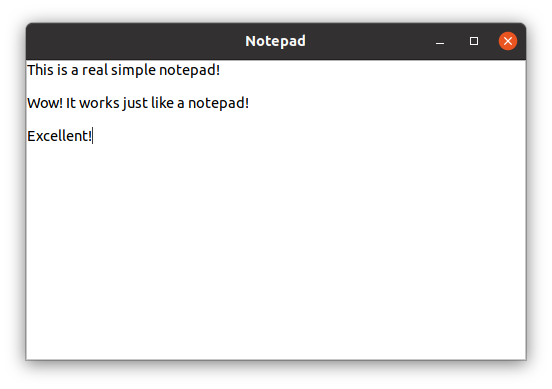 Notepad
This is a real simple notepad!
Wow! It works just like a notepad!
Excellent!